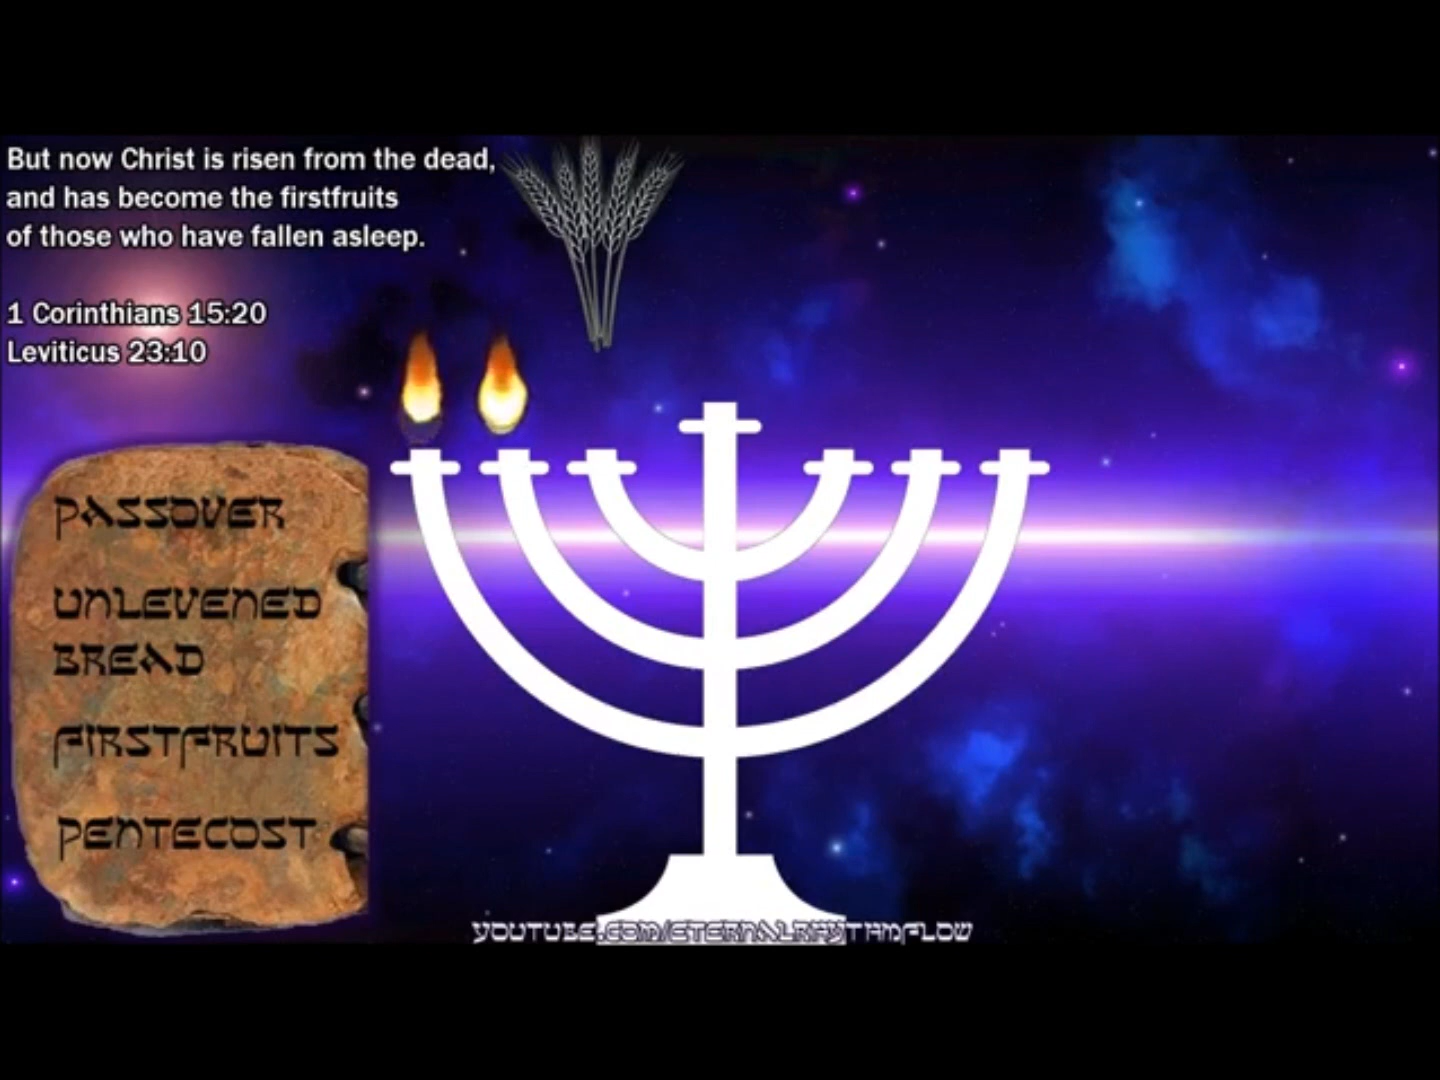 But now Christ is risen from the dead,
and has become the firstfruits
of those who have fallen asleep.
1 Corinthians 15:20
Leviticus 23:10
PASSOVER
UNLEVENED
BREAD
FIRSTFRUITS
PENTECOST
YOUTUBE.COM/ETERNALRHYTHMFLOW